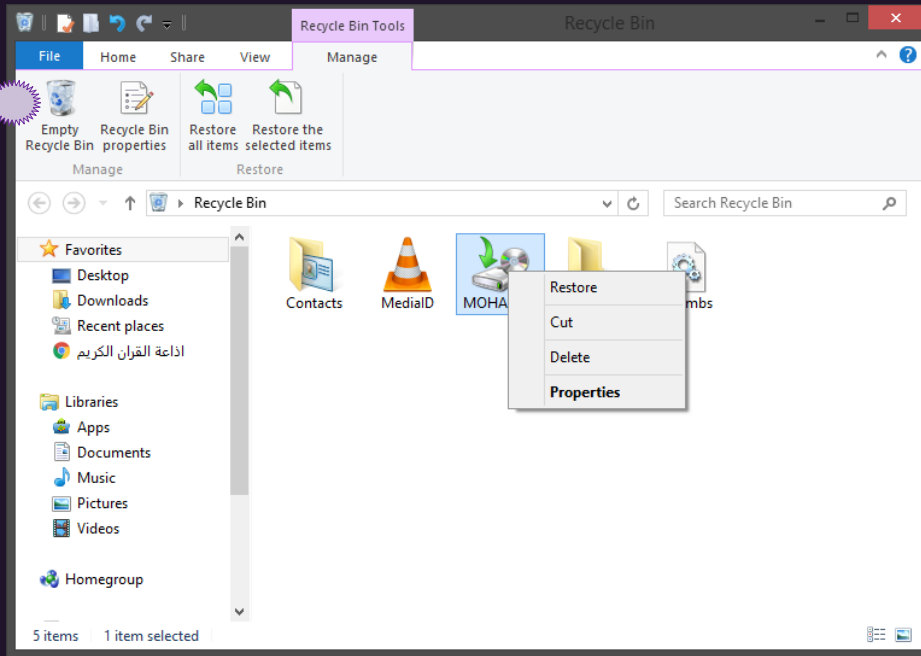 Recycle Bin Tools
Recycle Bin
File
Home
Share
View
Manage
Empty
Recycle Bin
Recycle Bin
properties
Restore
all items
Restore the
selected items
Manage
Restore
Recycle Bin
Search Recycle Bin
Favorites
Desktop
Downloads
Recent places
اذاعة القران الكريم
Libraries
Apps
Documents
Music
Pictures
Videos
Homegroup
Contacts
MediaID
MOHA
mbs
Restore
Cut
Delete
Properties
5 items
1 item selected